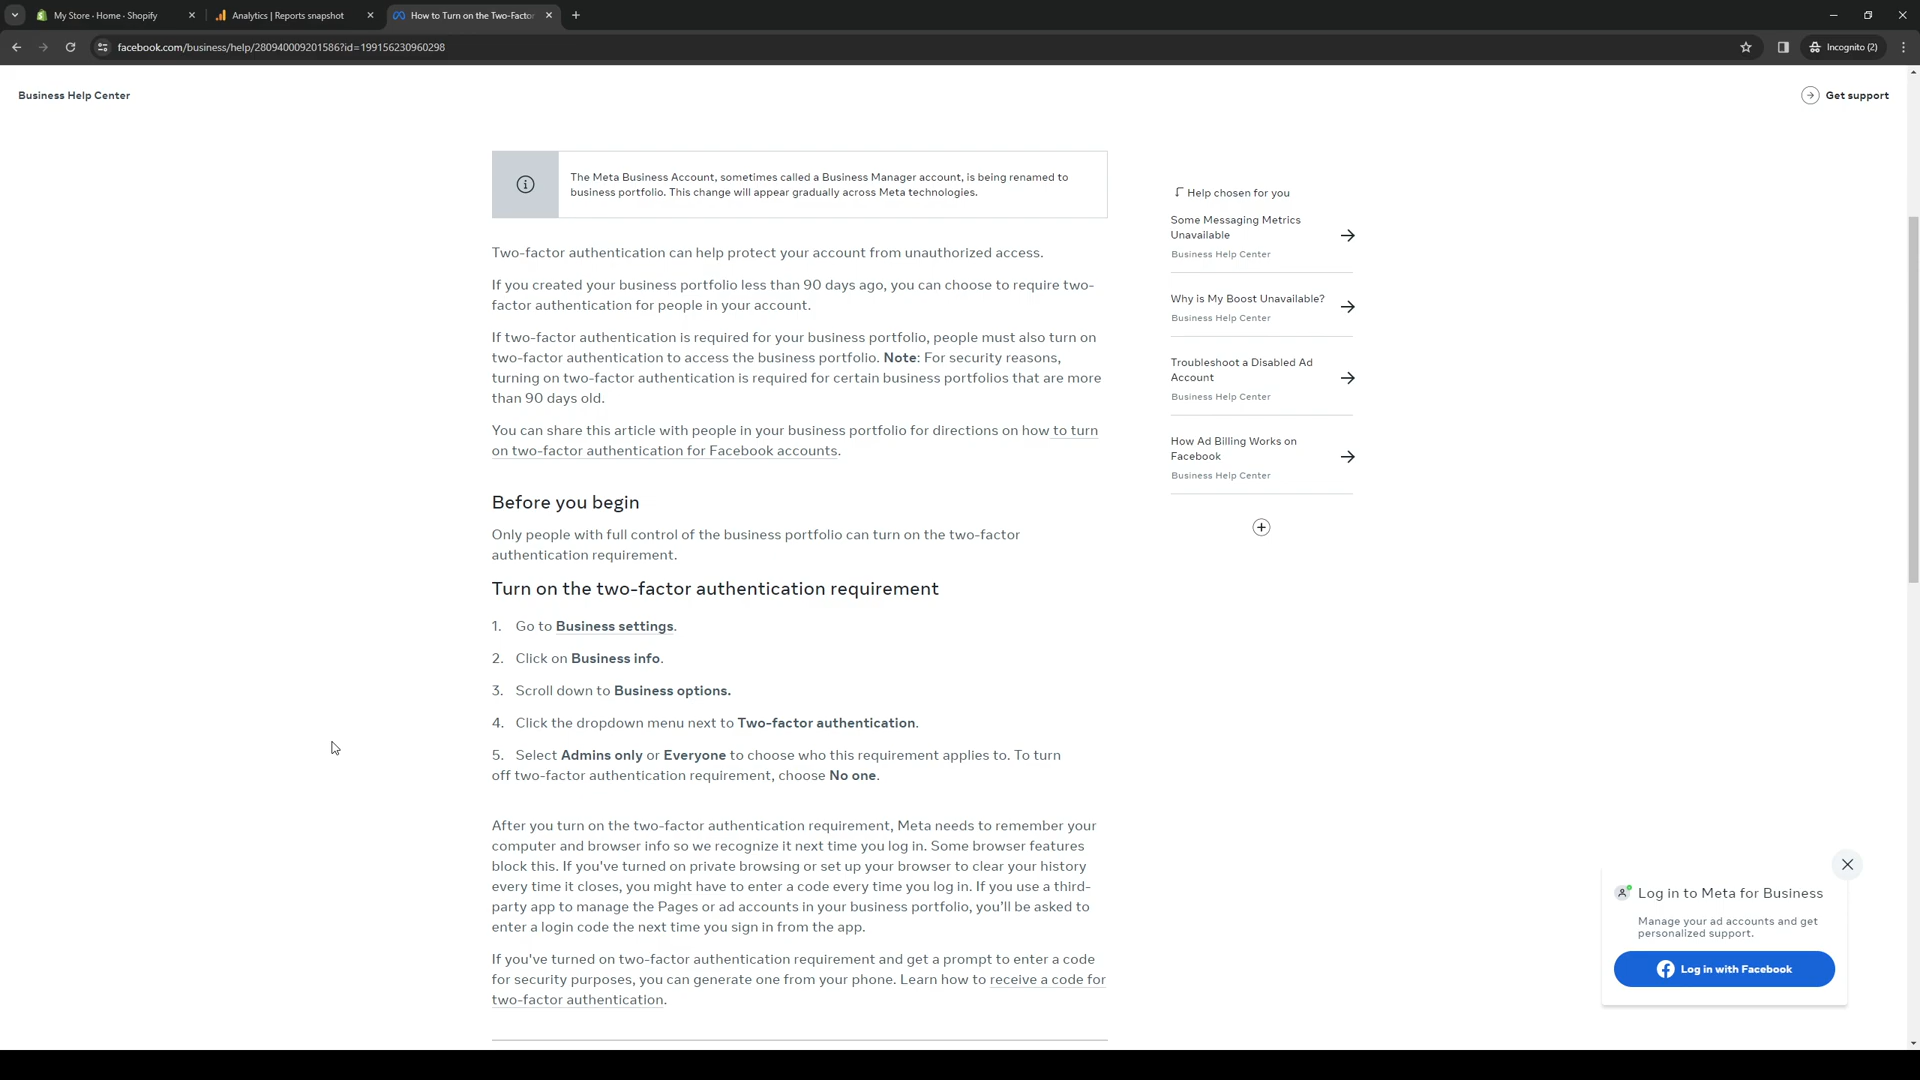 My Store · Home · Shopify
Analytics | Reports snapshot
How to Turn on the Two-Factor
facebook.com/business/help/280940009201586?id=199156230960298
Incognito (2)
Business Help Center
Get support
The Meta Business Account, sometimes called a Business Manager account, is being renamed to
business portfolio. This change will appear gradually across Meta technologies.
Two-factor authentication can help protect your account from unauthorized access.
If you created your business portfolio less than 90 days ago, you can choose to require two-
factor authentication for people in your account.
If two-factor authentication is required for your business portfolio, people must also turn on
two-factor authentication to access the business portfolio. Note: For security reasons,
turning on two-factor authentication is required for certain business portfolios that are more
than 90 days old.
You can share this article with people in your business portfolio for directions on how to turn
on two-factor authentication for Facebook accounts.
Before you begin
Only people with full control of the business portfolio can turn on the two-factor
authentication requirement.
Turn on the two-factor authentication requirement
1. Go to Business settings.
2. Click on Business info.
3. Scroll down to Business options.
4. Click the dropdown menu next to Two-factor authentication.
5. Select Admins only or Everyone to choose who this requirement applies to. To turn
off two-factor authentication requirement, choose No one.
After you turn on the two-factor authentication requirement, Meta needs to remember your
computer and browser info so we recognize it next time you log in. Some browser features
block this. If you've turned on private browsing or set up your browser to clear your history
every time it closes, you might have to enter a code every time you log in. If you use a third-
party app to manage the Pages or ad accounts in your business portfolio, you'll be asked to
enter a login code the next time you sign in from the app.
If you've turned on two-factor authentication requirement and get a prompt to enter a code
for security purposes, you can generate one from your phone. Learn how to receive a code for
two-factor authentication.
Help chosen for you
Some Messaging Metrics
Unavailable
Business Help Center
Why is My Boost Unavailable?
Business Help Center
Troubleshoot a Disabled Ad
Account
Business Help Center
How Ad Billing Works on
Facebook
Business Help Center
Log in to Meta for Business
Manage your ad accounts and get
personalized support.
Log in with Facebook